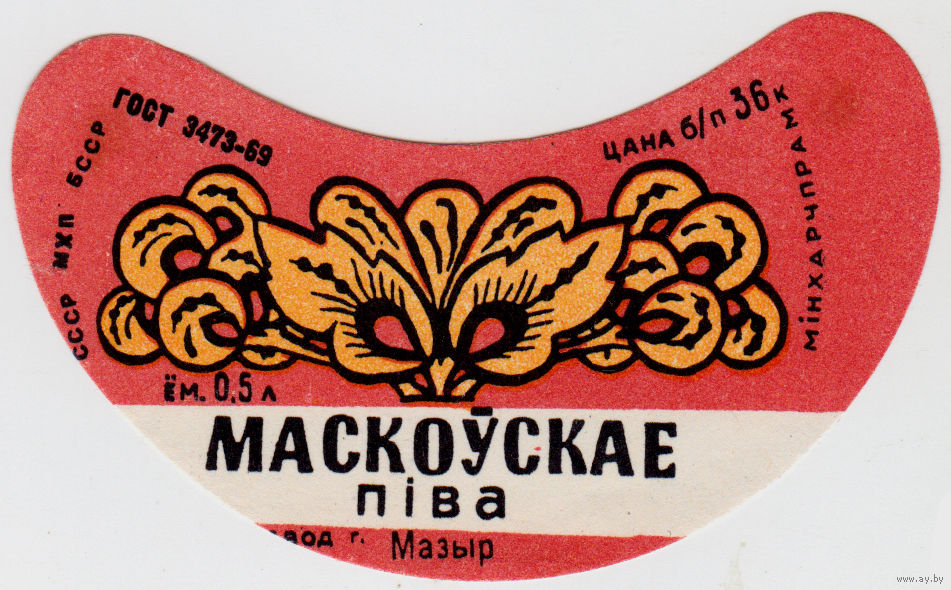 СССР МХП БССР
ГОСТ 3473-69
ЦАНА б/п 36 к
МІНХАРЧПРАМ
Ём. 0,5 л
МАСКОЎСКАЕ
піва
г. Мазыр
www.ay.by